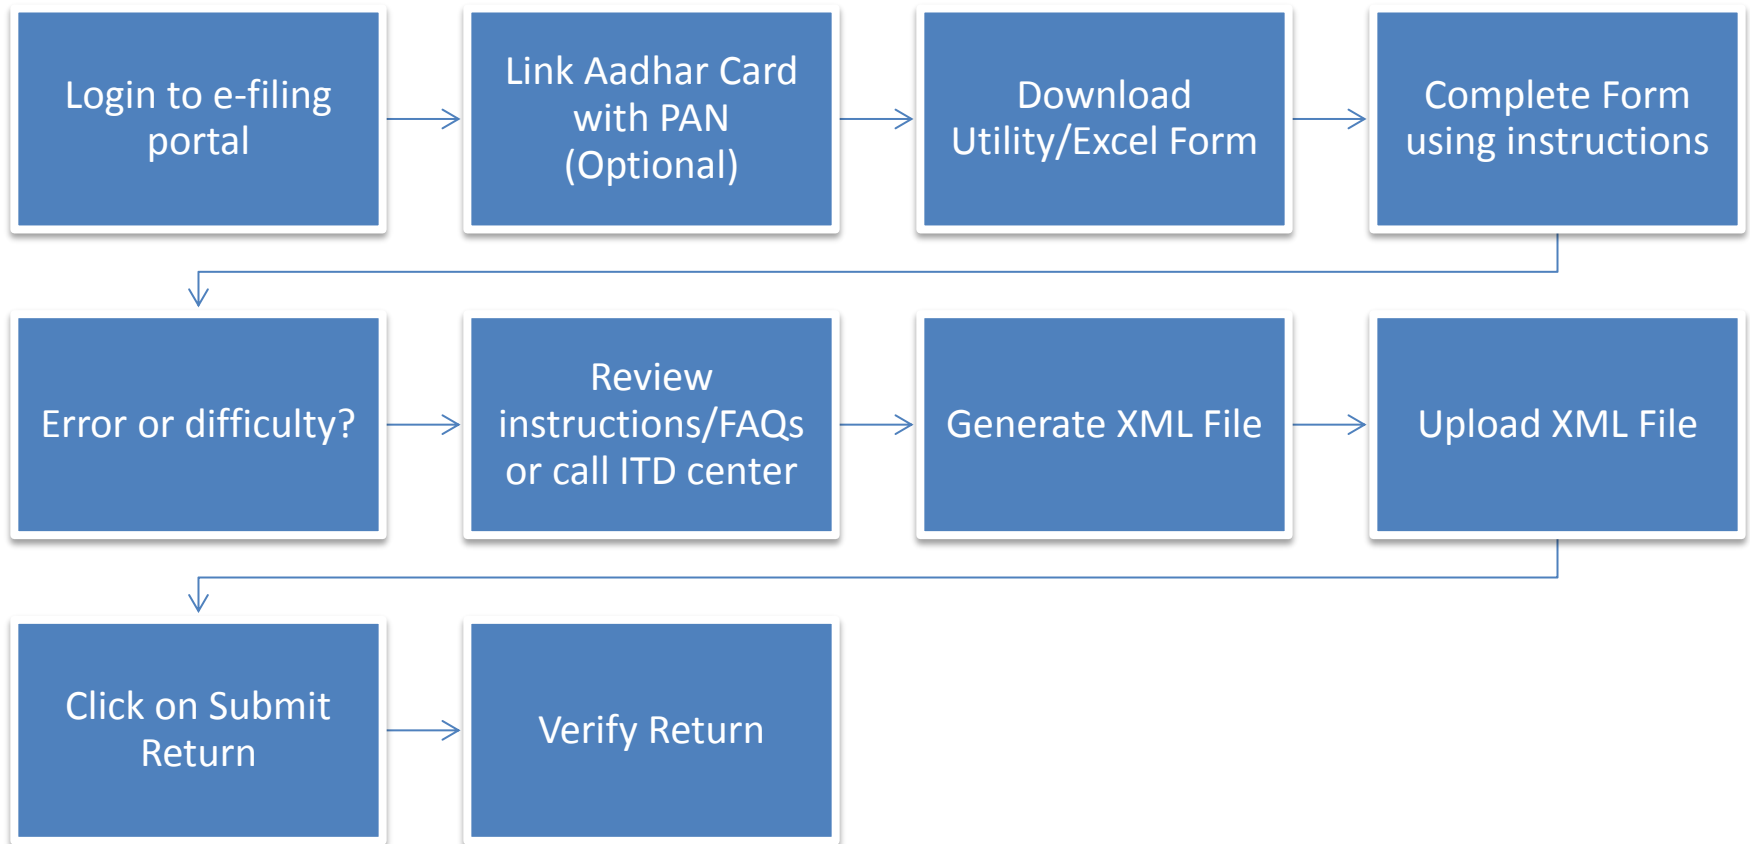 Login to e-filing
portal
Link Aadhar Card
with PAN
(Optional)
Download
Utility/Excel Form
Complete Form
using instructions
Error or difficulty?
Review
instructions/FAQs
or call ITD center
Generate XML File
Upload XML File
Click on Submit
Return
Verify Return